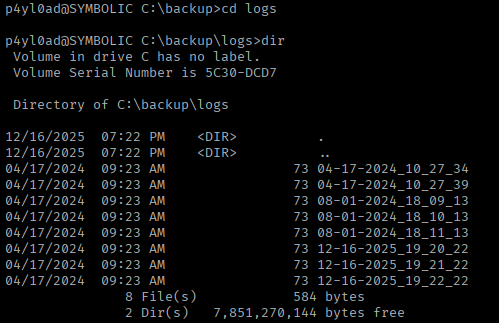 p4yl0ad@SYMBOLIC C:\backup>cd logs
p4yl0ad@SYMBOLIC C:\backup\logs>dir
Volume in drive C has no label.
Volume Serial Number is 5C30-DCD7
Directory of C:\backup\logs
12/16/2025  07:22 PM    <DIR>          .
12/16/2025  07:22 PM    <DIR>          ..
04/17/2024  09:23 AM                73 04-17-2024_10_27_34
04/17/2024  09:23 AM                73 04-17-2024_10_27_39
04/17/2024  09:23 AM                73 08-01-2024_18_09_13
04/17/2024  09:23 AM                73 08-01-2024_18_10_13
04/17/2024  09:23 AM                73 08-01-2024_18_11_13
04/17/2024  09:23 AM                73 12-16-2025_19_20_22
04/17/2024  09:23 AM                73 12-16-2025_19_21_22
04/17/2024  09:23 AM                73 12-16-2025_19_22_22
8 File(s)            584 bytes
2 Dir(s)   7,851,270,144 bytes free